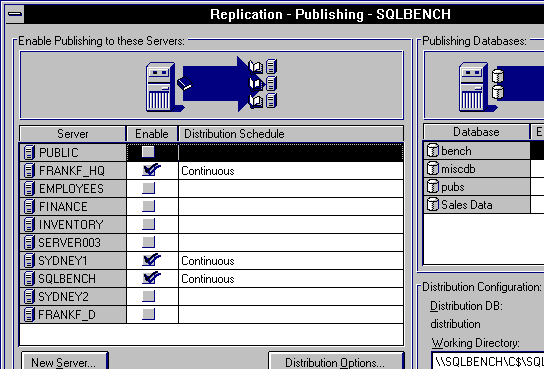 Replication - Publishing - SQLBENCH
Enable Publishing to these Servers:
Server Enable Distribution Schedule
PUBLIC
FRANKF_HQ Continuous
EMPLOYEES
FINANCE
INVENTORY
SERVER003
SYDNEY1 Continuous
SQLBENCH Continuous
SYDNEY2
FRANKF_D
New Server... Distribution Options...
Publishing Databases:
Database E
bench
miscdb
pubs
Sales Data
Distribution Configuration:
Distribution DB:
distribution
Working Directory:
\\SQLBENCH\C$\SQL